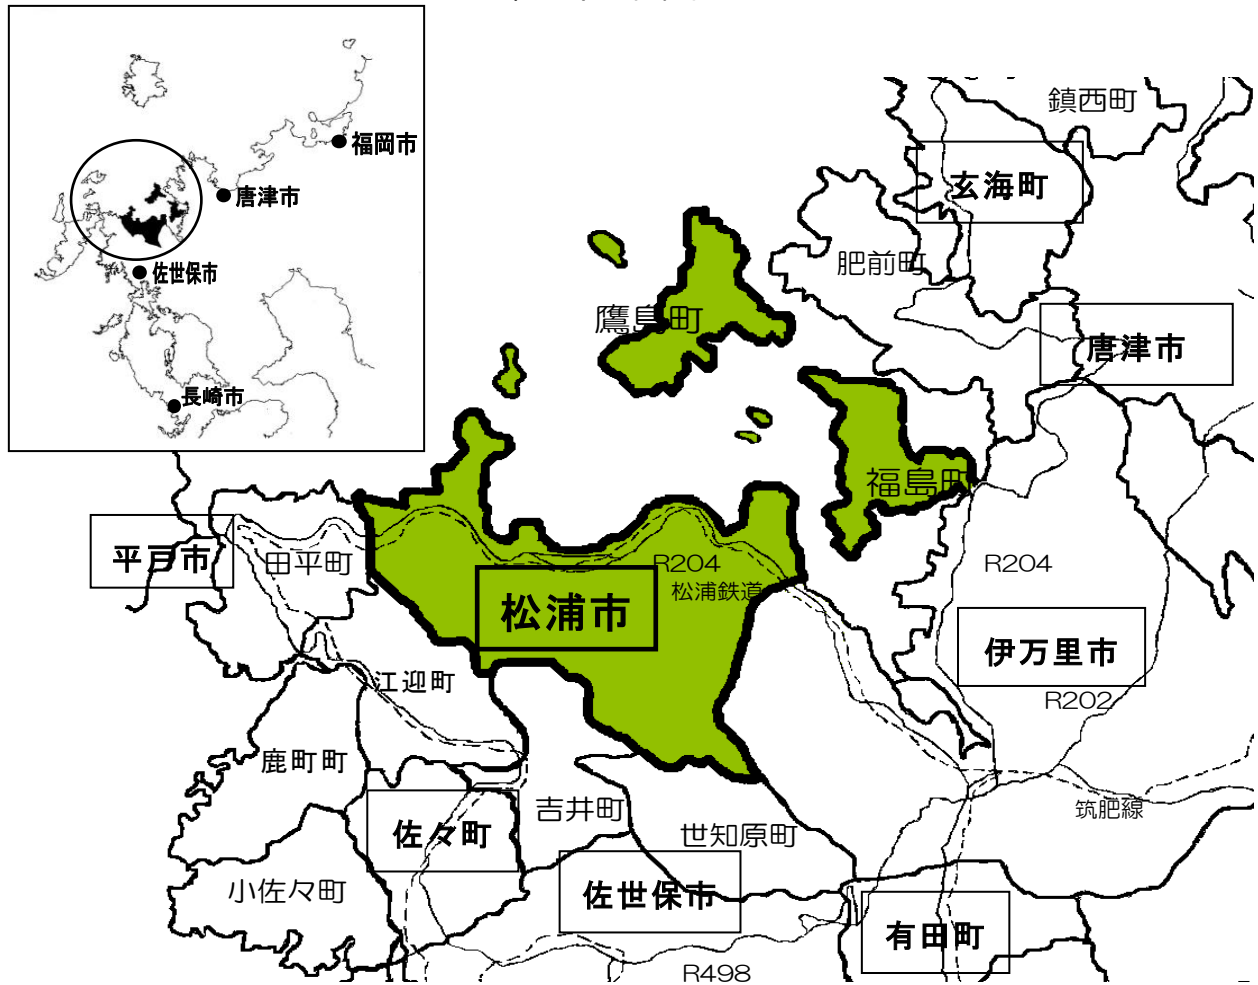 福岡市
唐津市
佐世保市
長崎市
鎮西町
玄海町
肥前町
鷹島町
唐津市
福島町
平戸市
田平町
R204
松浦鉄道
R204
松浦市
伊万里市
江迎町
R202
鹿町町
吉井町
筑肥線
佐々町
世知原町
小佐々町
佐世保市
有田町
R498